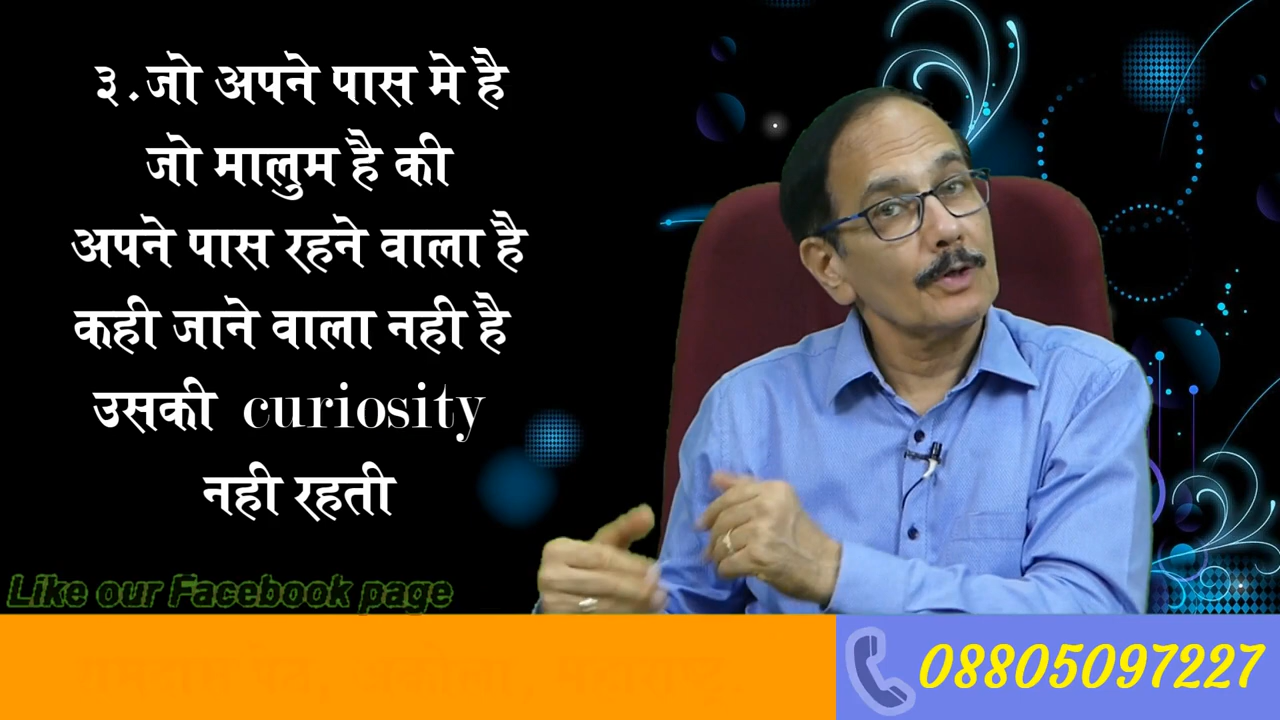 ३.जो अपने पास मे है
जो मालुम है की
अपने पास रहने वाला है
कही जाने वाला नही है
उसकी curiosity
नही रहती
Like our Facebook page
08805097227